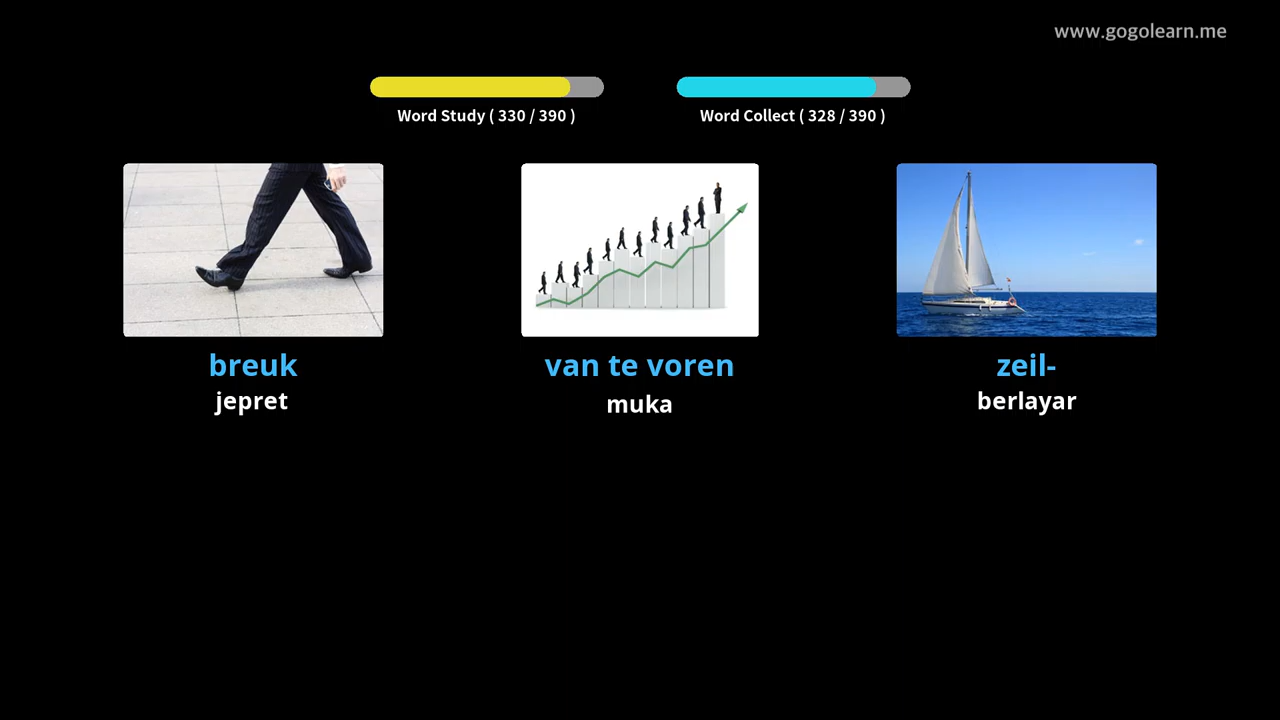 www.gogolearn.me
Word Study ( 330 / 390 )
Word Collect ( 328 / 390 )
breuk
jepret
van te voren
muka
zeil-
berlayar